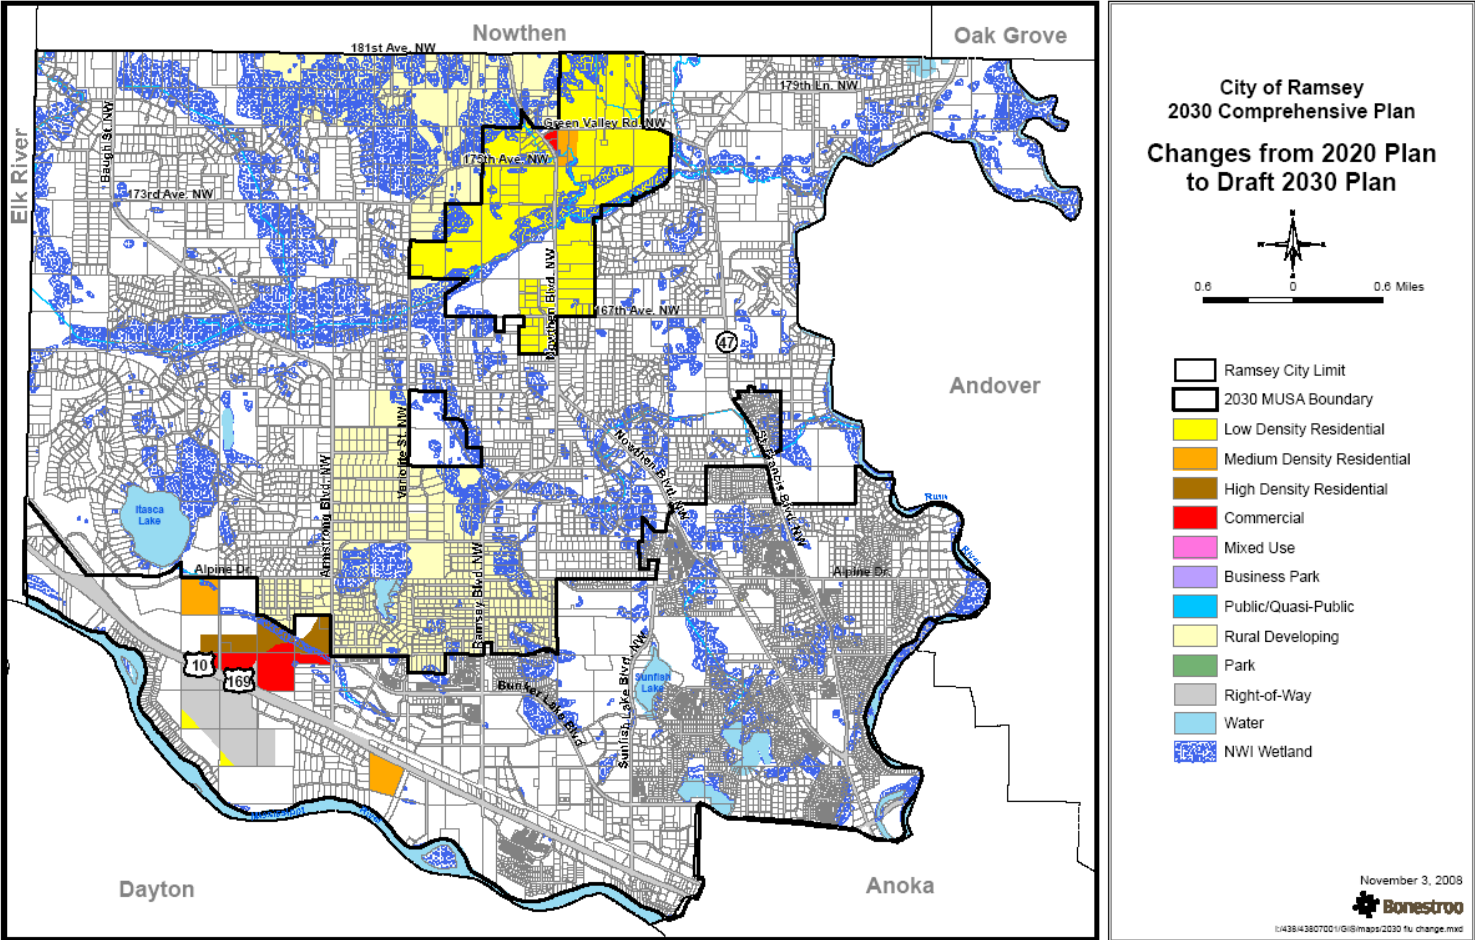 Nowthen
Oak Grove
181st Ave. NW
179th Ln. NW
Elk River
Baugh St. NW
Green Valley Rd. NW
175th Ave. NW
173rd Ave. NW
Nowthen Blvd. NW
167th Ave. NW
47
Andover
Variolite St. NW
Armstrong Blvd. NW
Nowthen Blvd. NW
St. Francis Blvd. NW
Itasca
Lake
Rum
River
Alpine Dr.
Alpine Dr.
Ramsey Blvd. NW
Sunfish Lake Blvd. NW
Sunfish
Lake
10
169
Bunker Lake Blvd
River
Dayton
Anoka
City of Ramsey
2030 Comprehensive Plan
Changes from 2020 Plan
to Draft 2030 Plan
N
0.6 0 0.6 Miles
Ramsey City Limit
2030 MUSA Boundary
Low Density Residential
Medium Density Residential
High Density Residential
Commercial
Mixed Use
Business Park
Public/Quasi-Public
Rural Developing
Park
Right-of-Way
Water
NWI Wetland
November 3, 2008
Bonestroo